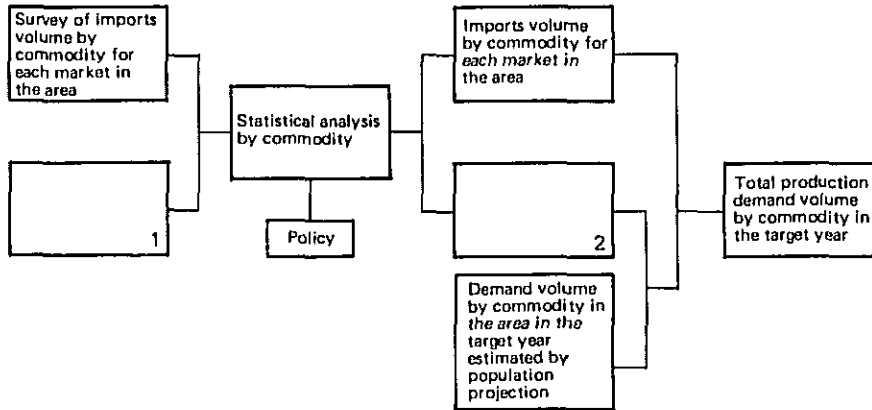 Survey of imports
volume by
commodity for
each market in
the area
1
Statistical analysis
by commodity
Policy
Imports volume
by commodity for
each market in
area
2
Demand volume
by commodity in
the area in the
target year
estimated by
population
projection
Total production
demand volume
by commodity in
the target year